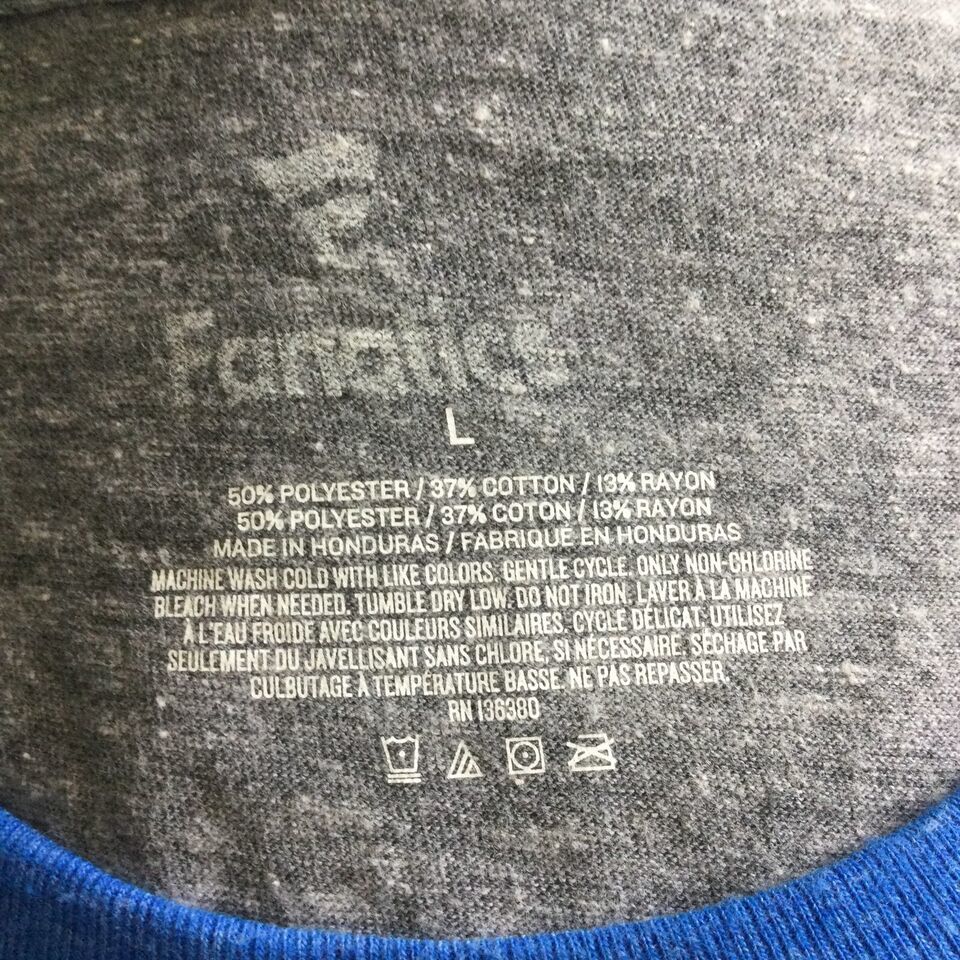 Fanatics
L
50% POLYESTER / 37% COTTON / 13% RAYON
50% POLYESTER / 37% COTON / 13% RAYON
MADE IN HONDURAS / FABRIQUÉ EN HONDURAS
MACHINE WASH COLD WITH LIKE COLORS. GENTLE CYCLE. ONLY NON-CHLORINE
BLEACH WHEN NEEDED. TUMBLE DRY LOW. DO NOT IRON. LAVER À LA MACHINE
À L'EAU FROIDE AVEC COULEURS SIMILAIRES. CYCLE DÉLICAT. UTILISEZ
SEULEMENT DU JAVELLISANT SANS CHLORE, SI NÉCESSAIRE. SÉCHAGE PAR
CULBUTAGE À TEMPÉRATURE BASSE. NE PAS REPASSER.
RN 136380